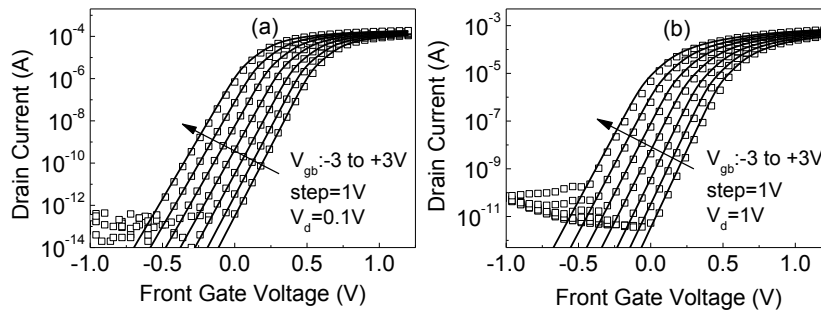 (a)
10⁻⁴
10⁻⁶
10⁻⁸
10⁻¹⁰
10⁻¹²
10⁻¹⁴
Drain Current (A)
V_gb:-3 to +3V
step=1V
V_d=0.1V
-1.0 -0.5 0.0 0.5 1.0
Front Gate Voltage (V)
(b)
10⁻³
10⁻⁵
10⁻⁷
10⁻⁹
10⁻¹¹
Drain Current (A)
V_gb:-3 to +3V
step=1V
V_d=1V
-1.0 -0.5 0.0 0.5 1.0
Front Gate Voltage (V)